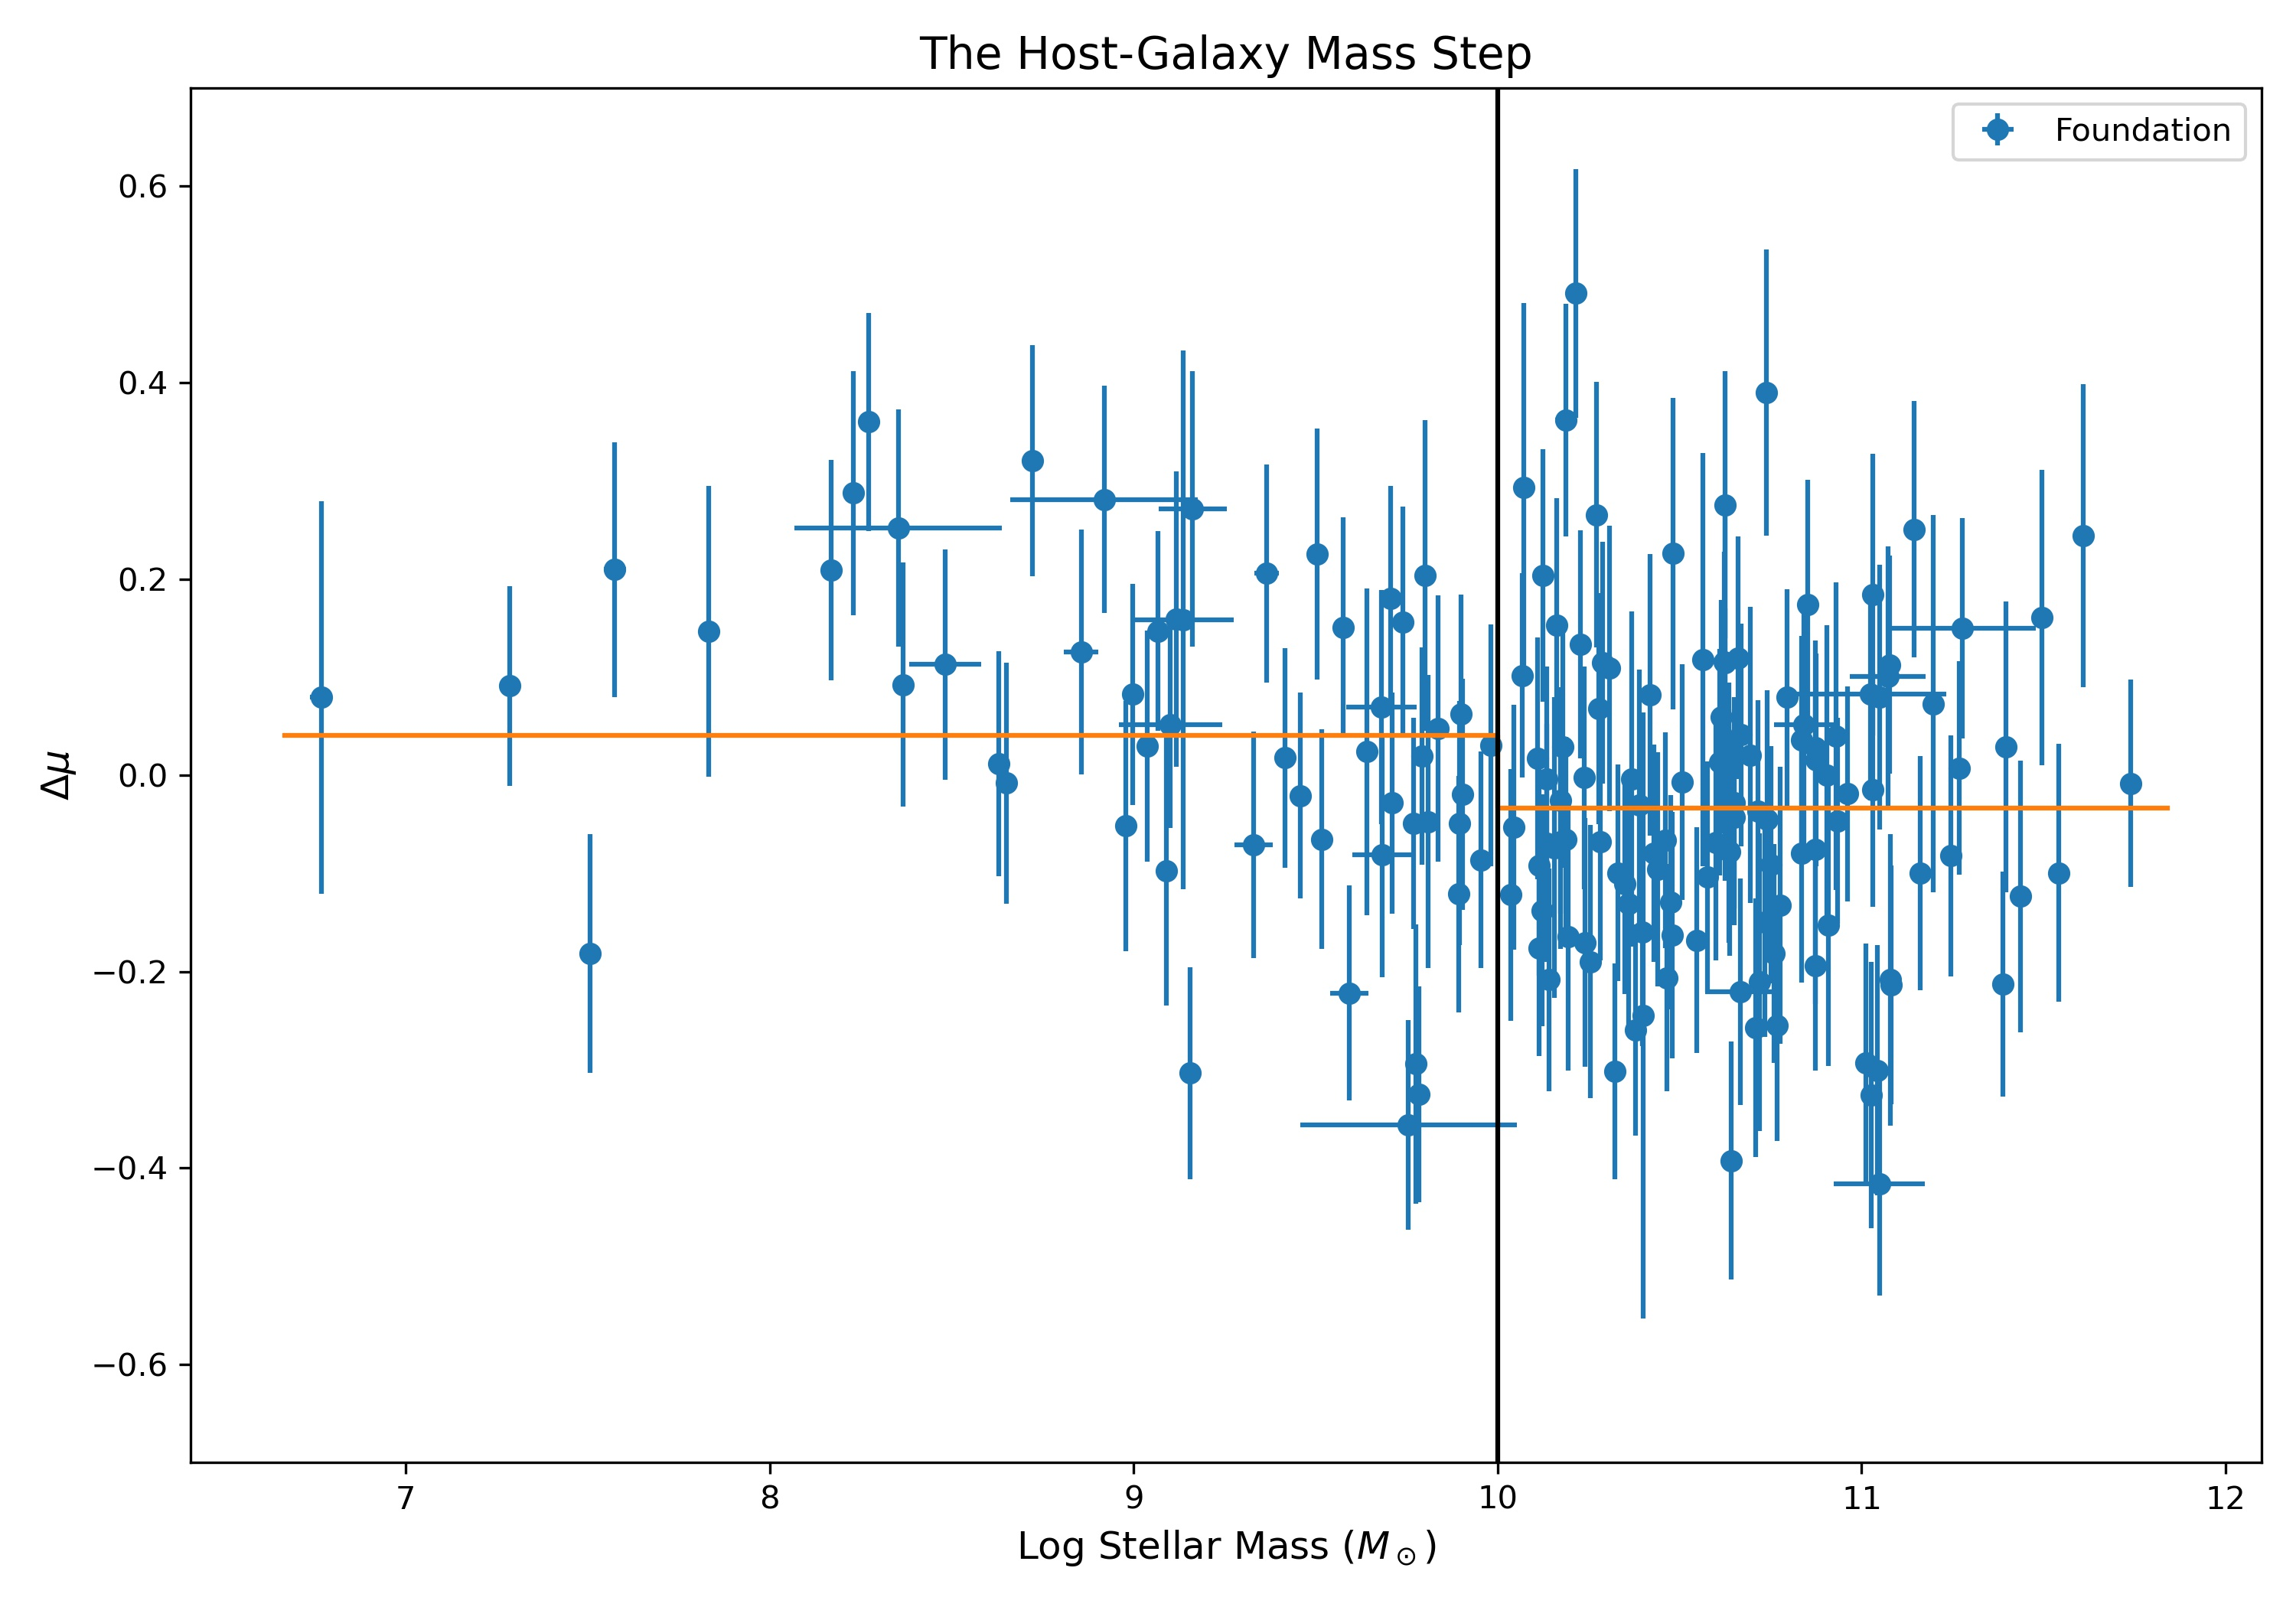 The Host-Galaxy Mass Step
Foundation
0.6
0.4
0.2
0.0
−0.2
−0.4
−0.6
Δμ
7 8 9 10 11 12
Log Stellar Mass (M⊙)